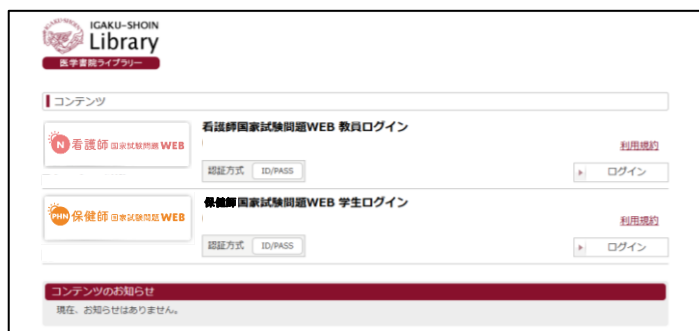 IGAKU-SHOIN
Library
医学書院ライブラリー
コンテンツ
看護師国家試験問題WEB 教員ログイン
N 看護師 国家試験問題 WEB
利用規約
認証方式 ID/PASS
ログイン
保健師国家試験問題WEB 学生ログイン
PHN 保健師 国家試験問題 WEB
利用規約
認証方式 ID/PASS
ログイン
コンテンツのお知らせ
現在、お知らせはありません。